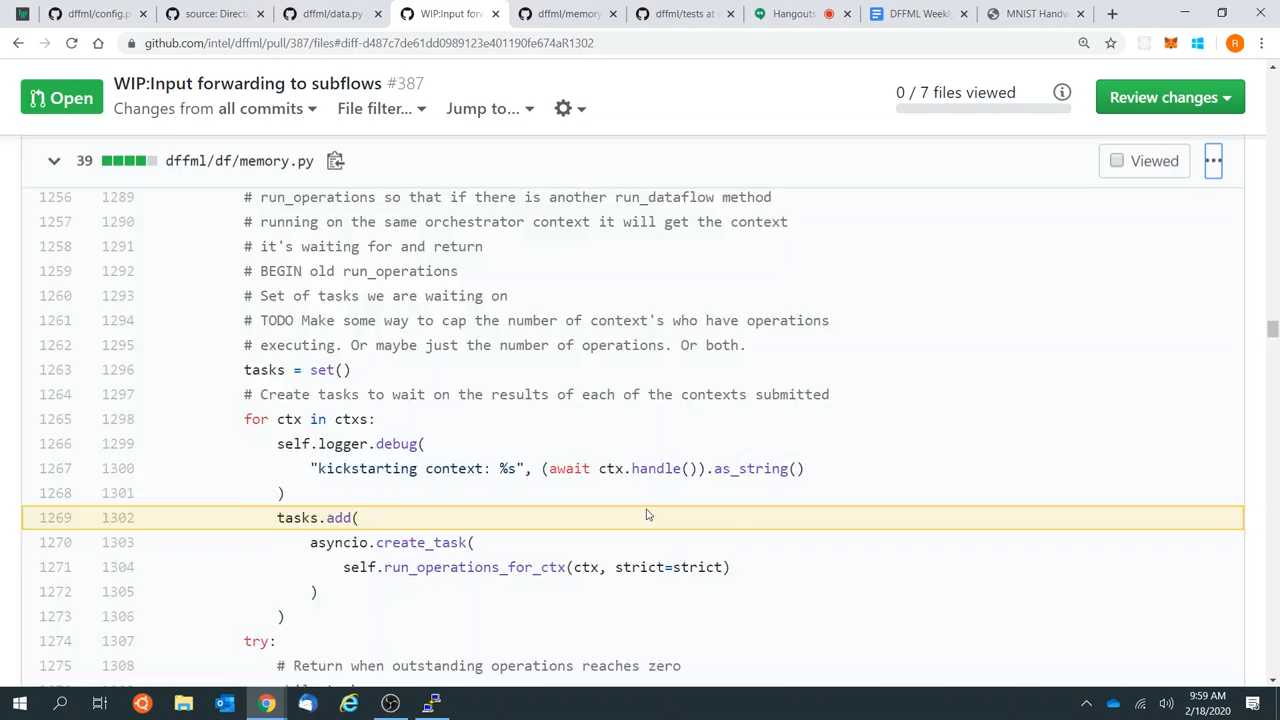 dffml/config.p
source: Direct
dffml/data.py
WIP:Input forw
dffml/memory
dffml/tests at
Hangouts
DFFML Weekly
MNIST Handw
github.com/intel/dffml/pull/387/files#diff-d487c7de61dd0989123e401190fe674aR1302
R
Open
WIP:Input forwarding to subflows #387
Changes from all commits
File filter...
Jump to...
0 / 7 files viewed
Review changes
39 dffml/df/memory.py
Viewed
1256 1289 # run_operations so that if there is another run_dataflow method
1257 1290 # running on the same orchestrator context it will get the context
1258 1291 # it's waiting for and return
1259 1292 # BEGIN old run_operations
1260 1293 # Set of tasks we are waiting on
1261 1294 # TODO Make some way to cap the number of context's who have operations
1262 1295 # executing. Or maybe just the number of operations. Or both.
1263 1296 tasks = set()
1264 1297 # Create tasks to wait on the results of each of the contexts submitted
1265 1298 for ctx in ctxs:
1266 1299 self.logger.debug(
1267 1300 "kickstarting context: %s", (await ctx.handle()).as_string()
1268 1301 )
1269 1302 tasks.add(
1270 1303 asyncio.create_task(
1271 1304 self.run_operations_for_ctx(ctx, strict=strict)
1272 1305 )
1273 1306 )
1274 1307 try:
1275 1308 # Return when outstanding operations reaches zero
9:59 AM
2/18/2020